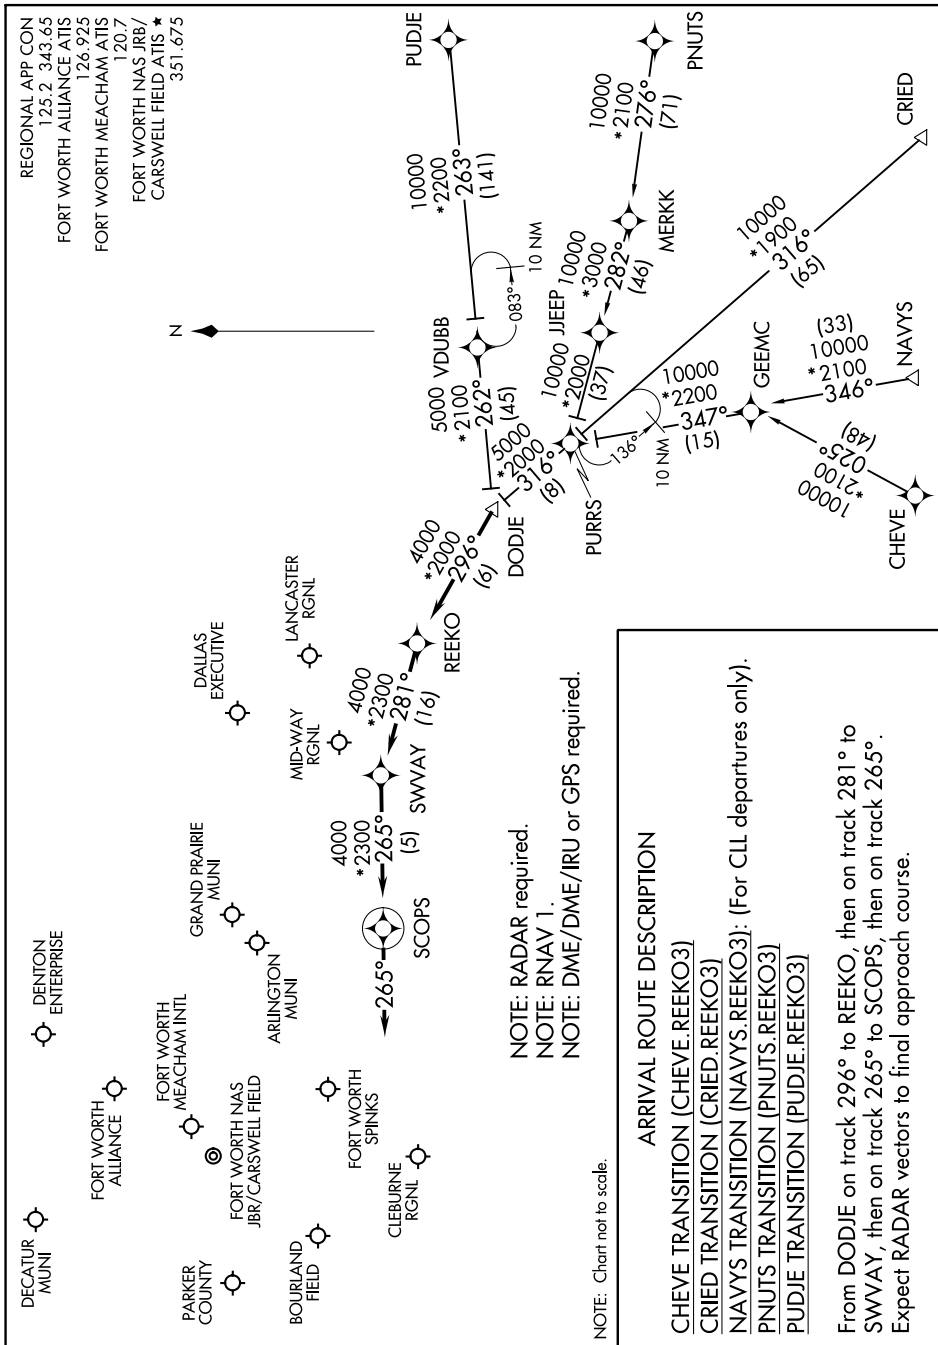 REGIONAL APP CON
125.2 343.65
FORT WORTH ALLIANCE ATIS
126.925
FORT WORTH MEACHAM ATIS
120.7
FORT WORTH NAS JRB/
CARSWELL FIELD ATIS ★
351.675
N
DECATUR
MUNI
DENTON
ENTERPRISE
FORT WORTH
ALLIANCE
FORT WORTH
MEACHAM INTL
GRAND PRAIRIE
MUNI
ARLINGTON
MUNI
DALLAS
EXECUTIVE
LANCASTER
RGNL
MID-WAY
RGNL
PARKER
COUNTY
FORT WORTH NAS
JBR/CARSWELL FIELD
BOURLAND
FIELD
FORT WORTH
SPINKS
CLEBURNE
RGNL
265°
SCOPS
4000
*2300
265°
(5)
SWVAY
4000
*2300
281°
(16)
REEKO
4000
*2000
296°
(6)
DODJE
5000
*2100
262°
(45)
VDUBB
083°
10 NM
10000
*2200
263°
(141)
PUDJE
5000
*2000
316°
(8)
PURRS
136°
10 NM
10000
*2000
(37)
JJEEP
10000
*3000
282°
(46)
MERKK
10000
*2100
276°
(71)
PNUTS
10000
*1900
316°
(65)
CRIED
10000
*2200
347°
(15)
GEEMC
(33)
10000
*2100
346°
NAVYS
(48)
025°
*2100
10000
CHEVE
NOTE: RADAR required.
NOTE: RNAV 1.
NOTE: DME/DME/IRU or GPS required.
NOTE: Chart not to scale.
ARRIVAL ROUTE DESCRIPTION
CHEVE TRANSITION (CHEVE.REEKO3)
CRIED TRANSITION (CRIED.REEKO3)
NAVYS TRANSITION (NAVYS.REEKO3): (For CLL departures only).
PNUTS TRANSITION (PNUTS.REEKO3)
PUDJE TRANSITION (PUDJE.REEKO3)
From DODJE on track 296° to REEKO, then on track 281° to
SWVAY, then on track 265° to SCOPS, then on track 265°.
Expect RADAR vectors to final approach course.